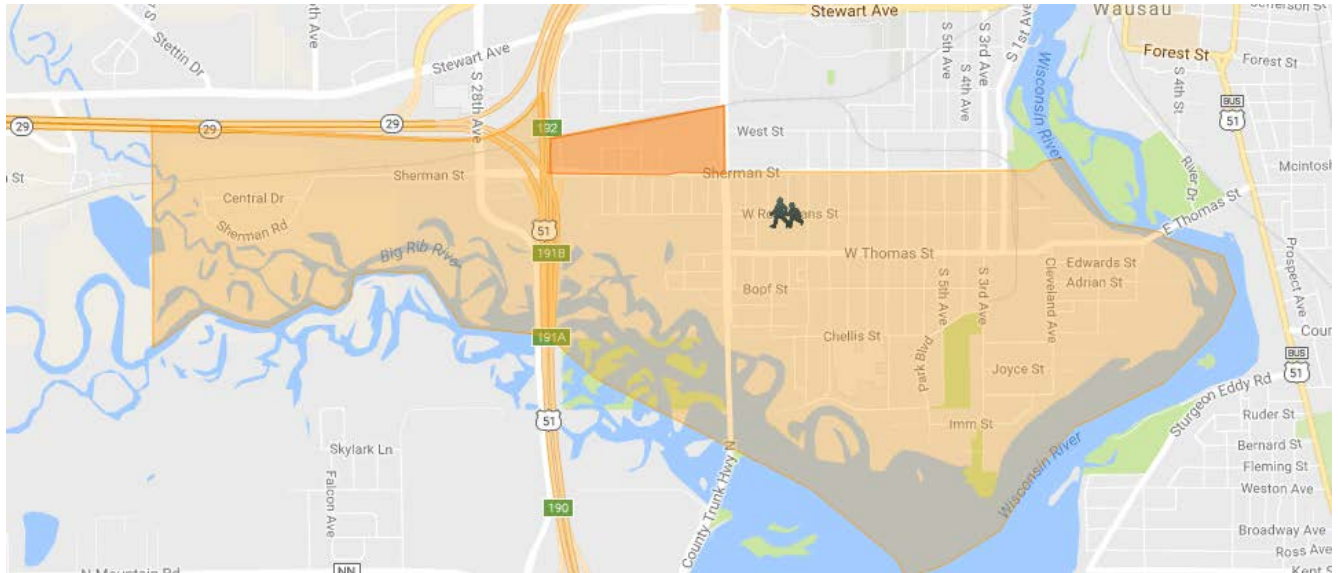 Stewart Ave
Wausau
Stettin Dr
Stewart Ave
S 28th Ave
S 5th Ave
S 4th Ave
S 3rd Ave
S 1st Ave
Wisconsin River
Forest St
Forest St
S 4th St
BUS
51
29
29
29
192
West St
Sherman St
Sherman St
River Dr
Central Dr
Sherman Rd
Big Rib River
51
191B
W Thomas St
E Thomas St
Prospect Ave
Bopf St
S 5th Ave
S 3rd Ave
Cleveland Ave
Edwards St
Adrian St
191A
Chellis St
Park Blvd
Joyce St
BUS
51
Sturgeon Eddy Rd
51
Imm St
Ruder St
Skylark Ln
Bernard St
Falcon Ave
County Trunk Hwy N
Wisconsin River
Fleming St
Weston Ave
190
Broadway Ave
Ross Ave
N Mountain Rd
NN